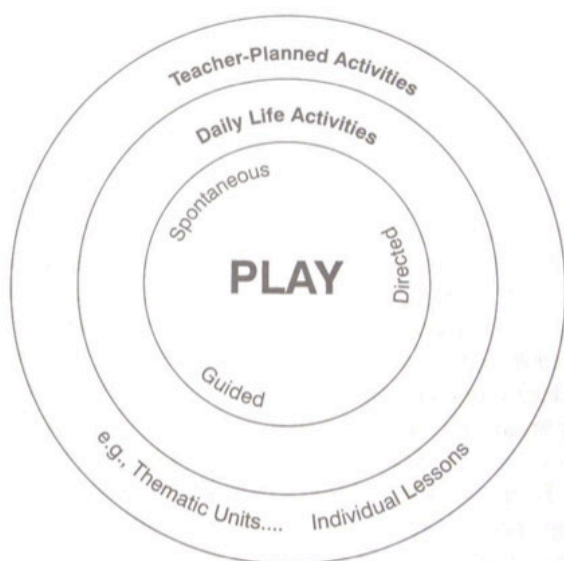 Teacher-Planned Activities
Daily Life Activities
Spontaneous
PLAY
Directed
Guided
e.g., Thematic Units.... Individual Lessons